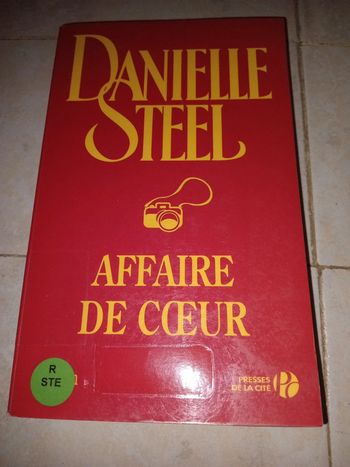 DANIELLE
STEEL
AFFAIRE
DE CŒUR
R
STE
PRESSES
DE LA CITÉ